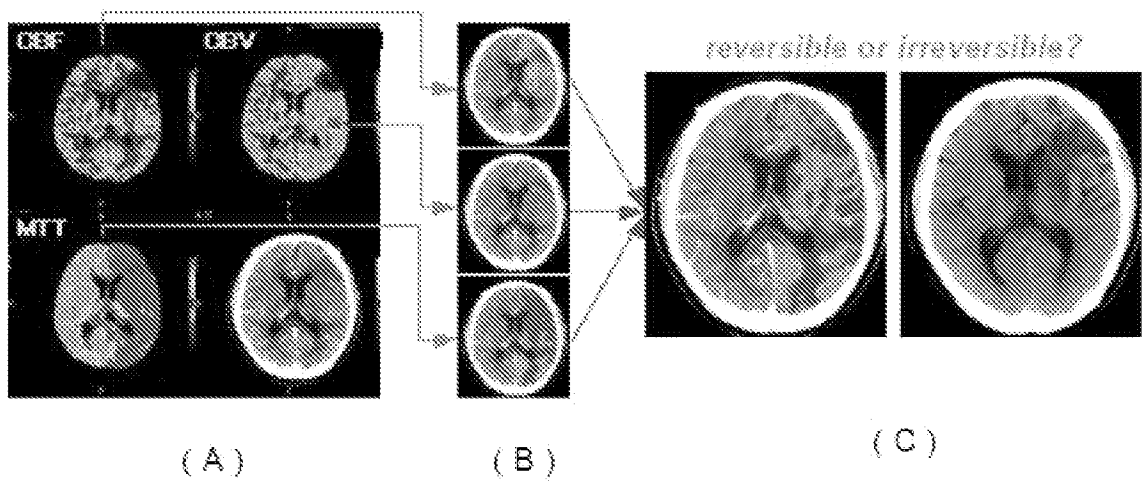 CBF CBV
reversible or irreversible?
MTT
( A ) ( B ) ( C )